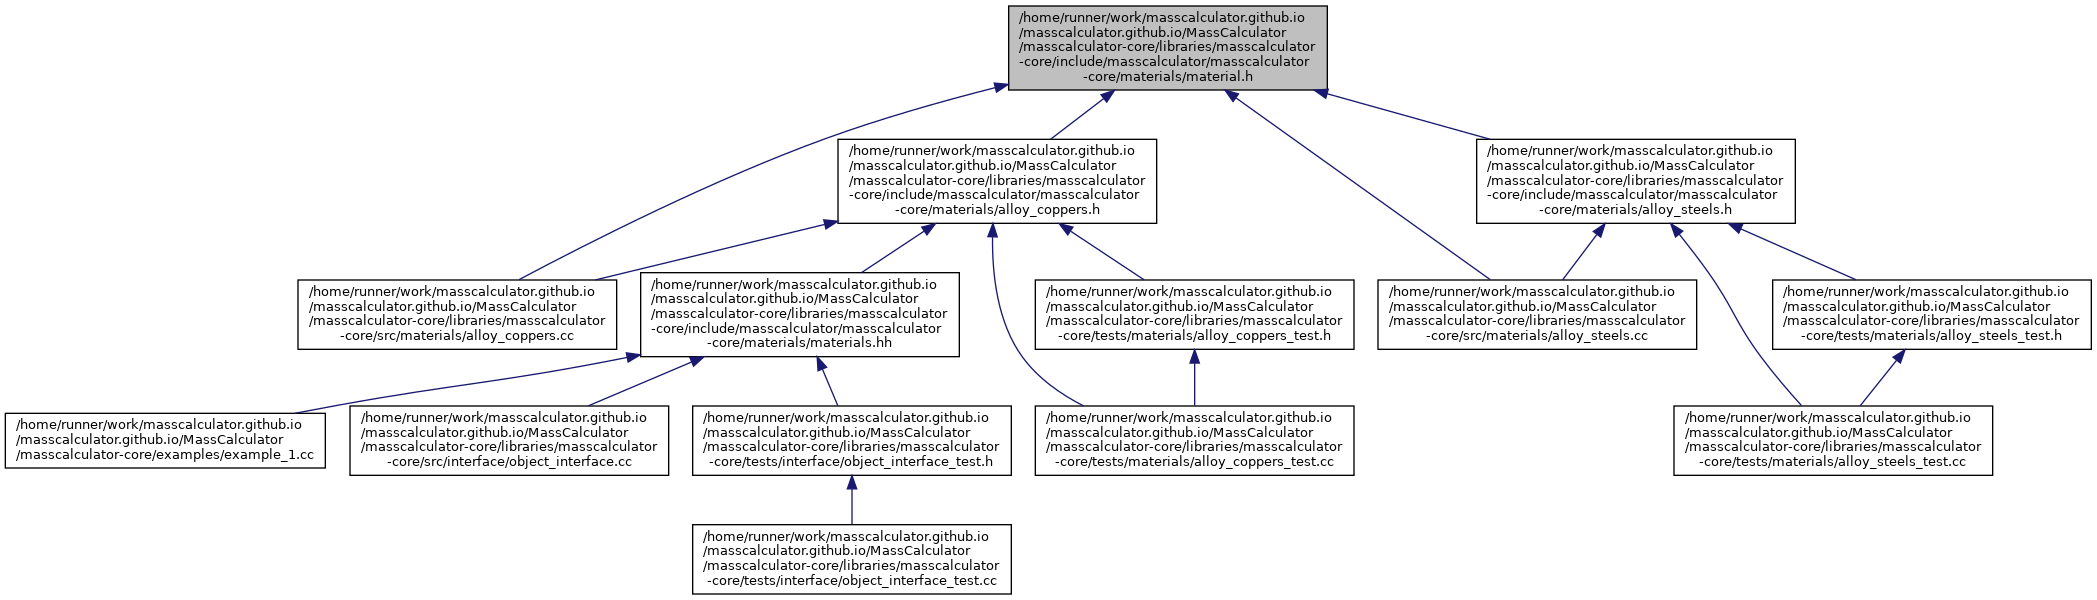 /home/runner/work/masscalculator.github.io
/masscalculator.github.io/MassCalculator
/masscalculator-core/libraries/masscalculator
-core/include/masscalculator/masscalculator
-core/materials/material.h
/home/runner/work/masscalculator.github.io
/masscalculator.github.io/MassCalculator
/masscalculator-core/libraries/masscalculator
-core/include/masscalculator/masscalculator
-core/materials/alloy_coppers.h
/home/runner/work/masscalculator.github.io
/masscalculator.github.io/MassCalculator
/masscalculator-core/libraries/masscalculator
-core/include/masscalculator/masscalculator
-core/materials/alloy_steels.h
/home/runner/work/masscalculator.github.io
/masscalculator.github.io/MassCalculator
/masscalculator-core/libraries/masscalculator
-core/src/materials/alloy_coppers.cc
/home/runner/work/masscalculator.github.io
/masscalculator.github.io/MassCalculator
/masscalculator-core/libraries/masscalculator
-core/include/masscalculator/masscalculator
-core/materials/materials.hh
/home/runner/work/masscalculator.github.io
/masscalculator.github.io/MassCalculator
/masscalculator-core/libraries/masscalculator
-core/tests/materials/alloy_coppers_test.h
/home/runner/work/masscalculator.github.io
/masscalculator.github.io/MassCalculator
/masscalculator-core/libraries/masscalculator
-core/src/materials/alloy_steels.cc
/home/runner/work/masscalculator.github.io
/masscalculator.github.io/MassCalculator
/masscalculator-core/libraries/masscalculator
-core/tests/materials/alloy_steels_test.h
/home/runner/work/masscalculator.github.io
/masscalculator.github.io/MassCalculator
/masscalculator-core/examples/example_1.cc
/home/runner/work/masscalculator.github.io
/masscalculator.github.io/MassCalculator
/masscalculator-core/libraries/masscalculator
-core/src/interface/object_interface.cc
/home/runner/work/masscalculator.github.io
/masscalculator.github.io/MassCalculator
/masscalculator-core/libraries/masscalculator
-core/tests/interface/object_interface_test.h
/home/runner/work/masscalculator.github.io
/masscalculator.github.io/MassCalculator
/masscalculator-core/libraries/masscalculator
-core/tests/materials/alloy_coppers_test.cc
/home/runner/work/masscalculator.github.io
/masscalculator.github.io/MassCalculator
/masscalculator-core/libraries/masscalculator
-core/tests/materials/alloy_steels_test.cc
/home/runner/work/masscalculator.github.io
/masscalculator.github.io/MassCalculator
/masscalculator-core/libraries/masscalculator
-core/tests/interface/object_interface_test.cc